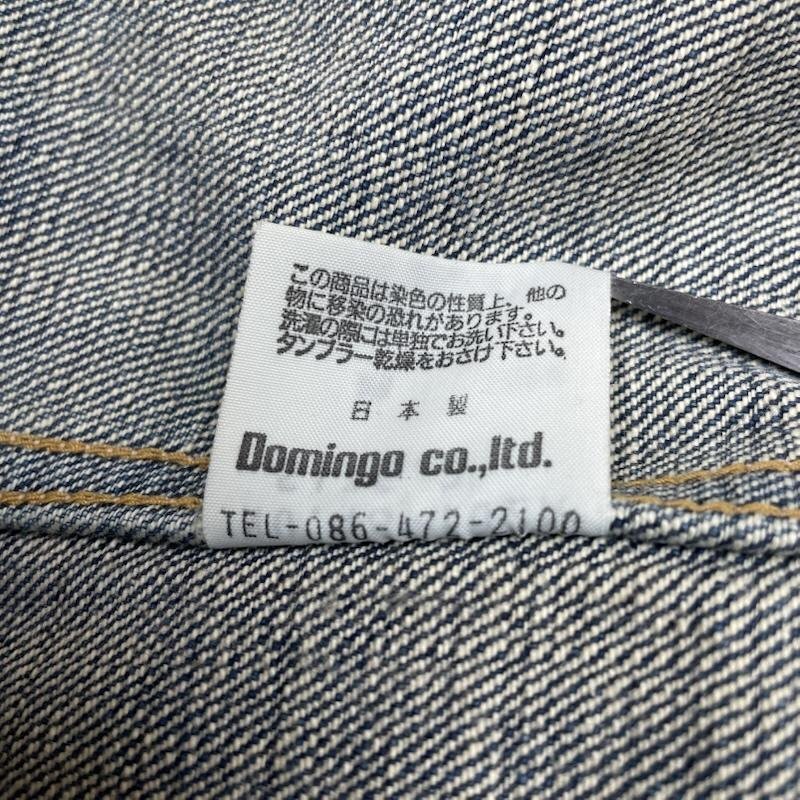 この商品は染色の性質上、他の
物に移染の恐れがあります。
洗濯の際には単独でお洗い下さい。
タンブラー乾燥をおさけ下さい。
日本製
Domingo co.,ltd.
TEL-086-472-2100